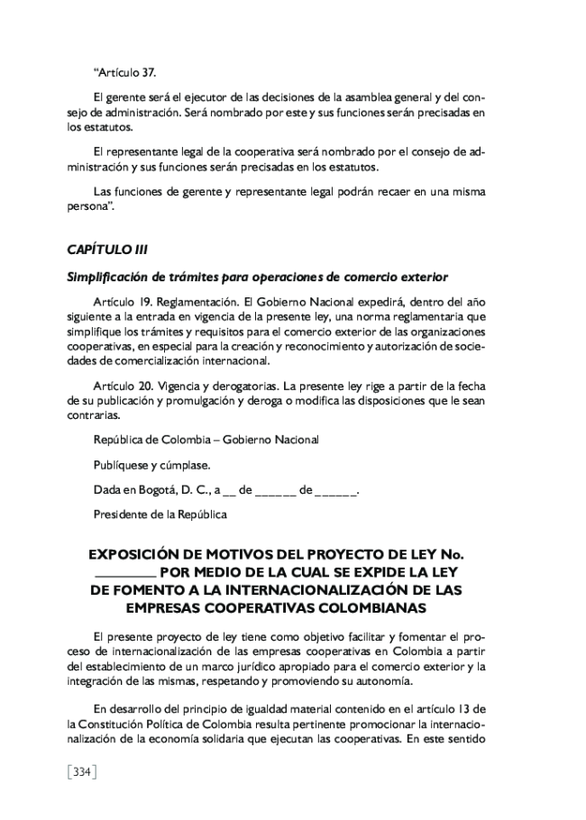 “Artículo 37.
El gerente será el ejecutor de las decisiones de la asamblea general y del con-
sejo de administración. Será nombrado por este y sus funciones serán precisadas en
los estatutos.
El representante legal de la cooperativa será nombrado por el consejo de ad-
ministración y sus funciones serán precisadas en los estatutos.
Las funciones de gerente y representante legal podrán recaer en una misma
persona”.
CAPÍTULO III
Simplificación de trámites para operaciones de comercio exterior
Artículo 19. Reglamentación. El Gobierno Nacional expedirá, dentro del año
siguiente a la entrada en vigencia de la presente ley, una norma reglamentaria que
simplifique los trámites y requisitos para el comercio exterior de las organizaciones
cooperativas, en especial para la creación y reconocimiento y autorización de socie-
dades de comercialización internacional.
Artículo 20. Vigencia y derogatorias. La presente ley rige a partir de la fecha
de su publicación y promulgación y deroga o modifica las disposiciones que le sean
contrarias.
República de Colombia – Gobierno Nacional
Publíquese y cúmplase.
Dada en Bogotá, D. C., a __ de ______ de ______.
Presidente de la República
EXPOSICIÓN DE MOTIVOS DEL PROYECTO DE LEY No.
________ POR MEDIO DE LA CUAL SE EXPIDE LA LEY
DE FOMENTO A LA INTERNACIONALIZACIÓN DE LAS
EMPRESAS COOPERATIVAS COLOMBIANAS
El presente proyecto de ley tiene como objetivo facilitar y fomentar el pro-
ceso de internacionalización de las empresas cooperativas en Colombia a partir
del establecimiento de un marco jurídico apropiado para el comercio exterior y la
integración de las mismas, respetando y promoviendo su autonomía.
En desarrollo del principio de igualdad material contenido en el artículo 13 de
la Constitución Política de Colombia resulta pertinente promocionar la internacio-
nalización de la economía solidaria que ejecutan las cooperativas. En este sentido
[334]